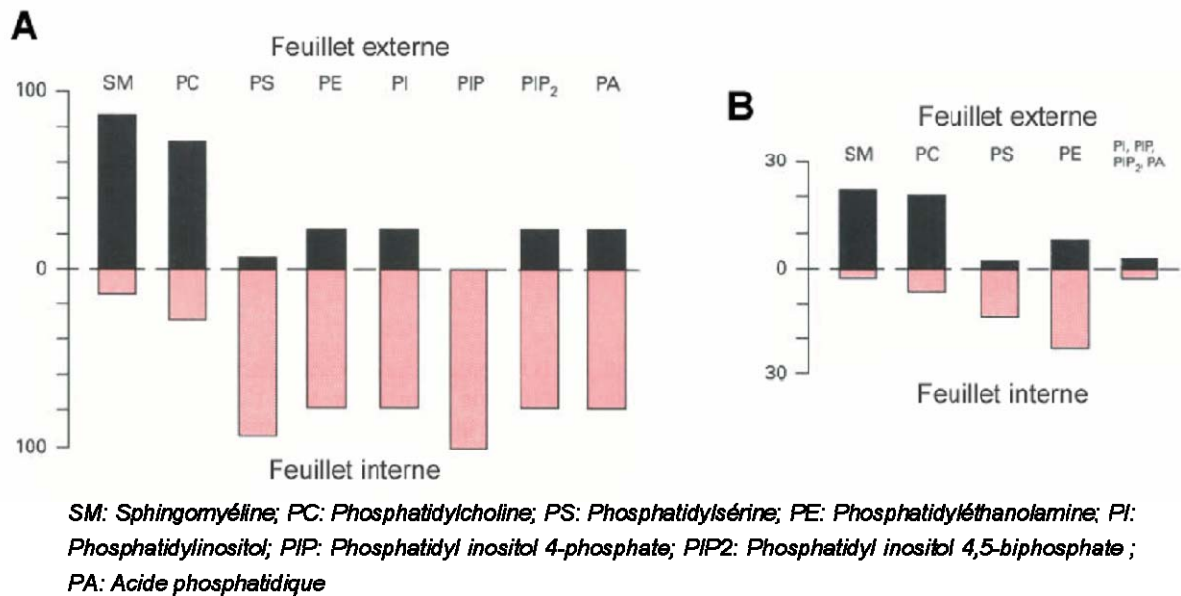 A
Feuillet externe
SM PC PS PE PI PIP PIP₂ PA
100
0
100
Feuillet interne
B
Feuillet externe
SM PC PS PE PI, PIP, PIP₂, PA
30
0
30
Feuillet interne
SM: Sphingomyéline; PC: Phosphatidylcholine; PS: Phosphatidylsérine; PE: Phosphatidyléthanolamine; PI:
Phosphatidylinositol; PIP: Phosphatidyl inositol 4-phosphate; PIP2: Phosphatidyl inositol 4,5-biphosphate ;
PA: Acide phosphatidique